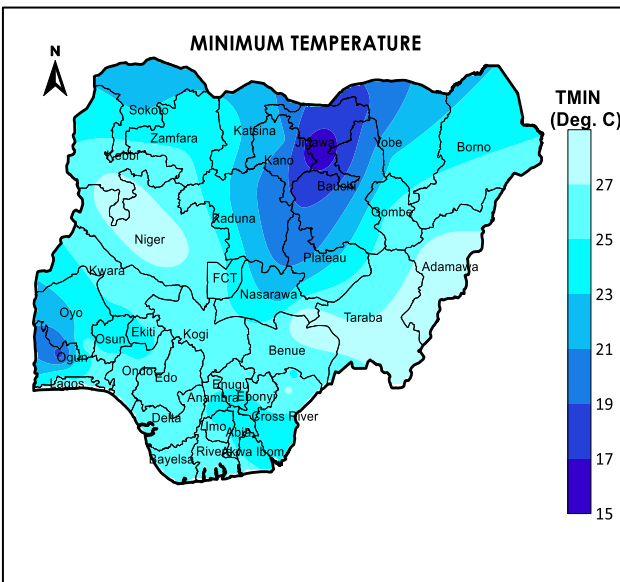 N
MINIMUM TEMPERATURE
TMIN
(Deg. C)
27
25
23
21
19
17
15
Sokoto
Zamfara
Kebbi
Katsina
Kano
Jigawa
Yobe
Borno
Bauchi
Gombe
Kaduna
Niger
Plateau
Adamawa
Kwara
FCT
Nasarawa
Taraba
Oyo
Osun
Ekiti
Kogi
Benue
Ogun
Lagos
Ondo
Edo
Enugu
Anambra
Ebonyi
Delta
Cross River
Imo
Abia
Bayelsa
Rivers
Akwa Ibom